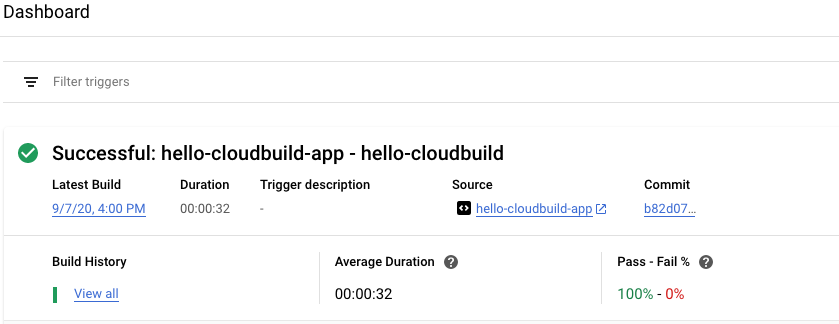 Dashboard
Filter triggers
Successful: hello-cloudbuild-app - hello-cloudbuild
Latest Build Duration Trigger description Source Commit
9/7/20, 4:00 PM 00:00:32 - hello-cloudbuild-app b82d07…
Build History Average Duration Pass - Fail %
View all 00:00:32 100% - 0%